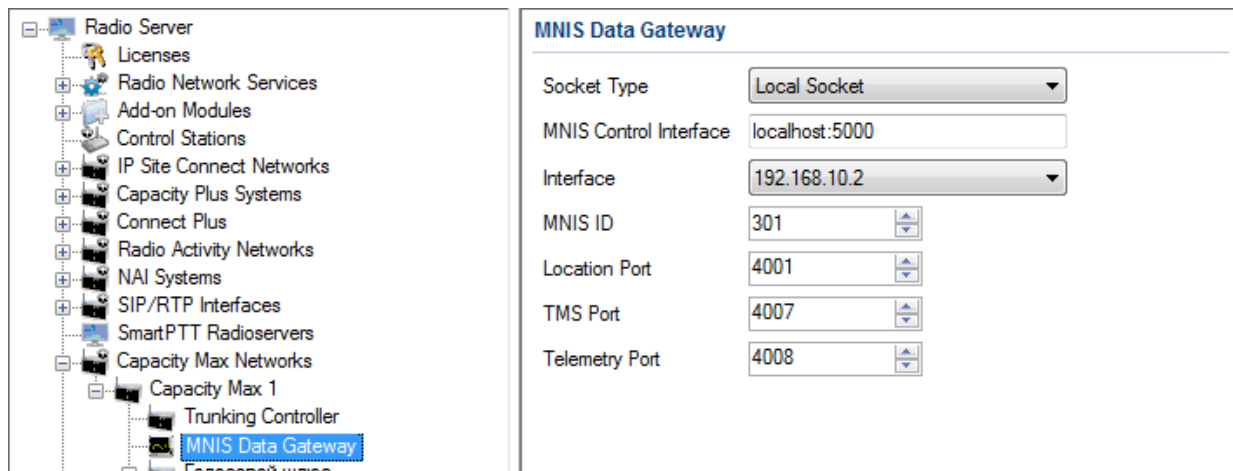 Radio Server
Licenses
Radio Network Services
Add-on Modules
Control Stations
IP Site Connect Networks
Capacity Plus Systems
Connect Plus
Radio Activity Networks
NAI Systems
SIP/RTP Interfaces
SmartPTT Radioservers
Capacity Max Networks
Capacity Max 1
Trunking Controller
MNIS Data Gateway
Голосовой шлюз
MNIS Data Gateway
Socket Type Local Socket
MNIS Control Interface localhost:5000
Interface 192.168.10.2
MNIS ID 301
Location Port 4001
TMS Port 4007
Telemetry Port 4008